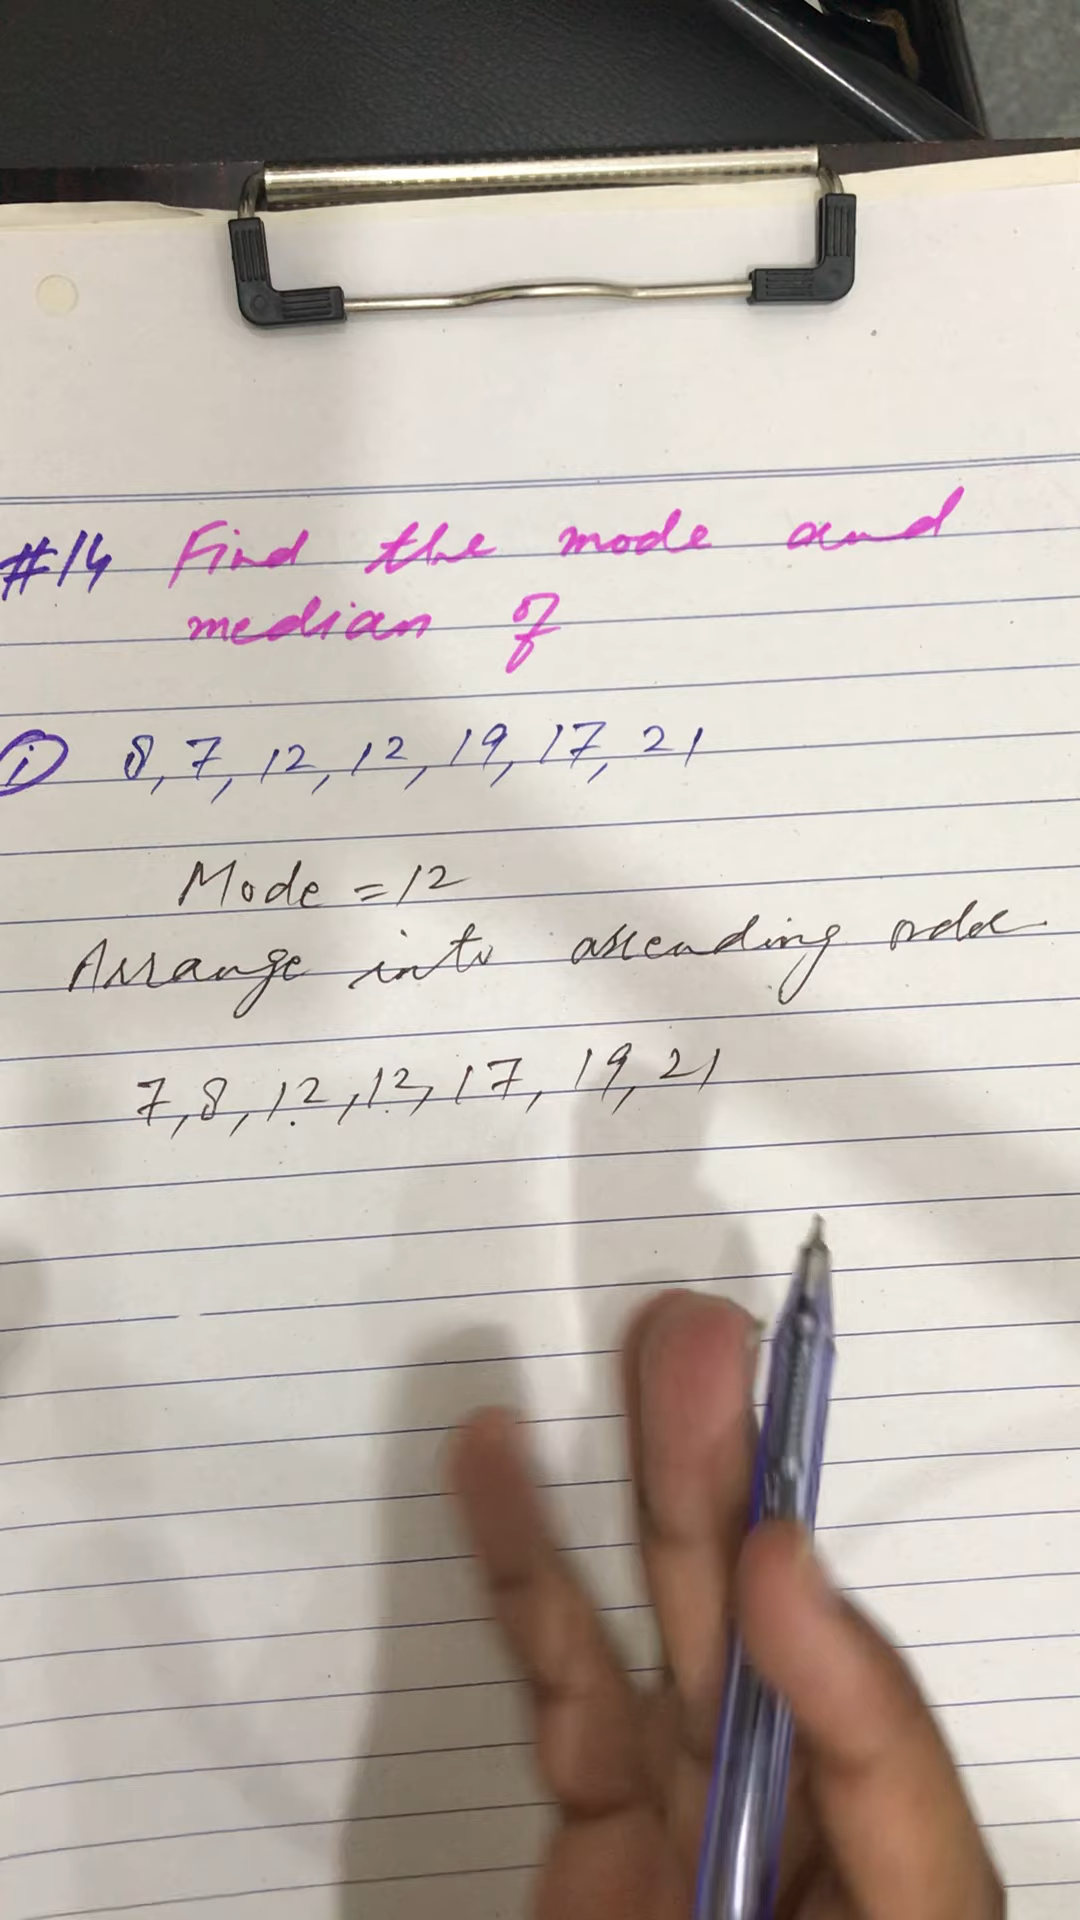 #14 Find the mode and
median of
i 8, 7, 12, 12, 19, 17, 21
Mode = 12
Arrange into ascending order
7, 8, 12, 12, 17, 19, 21